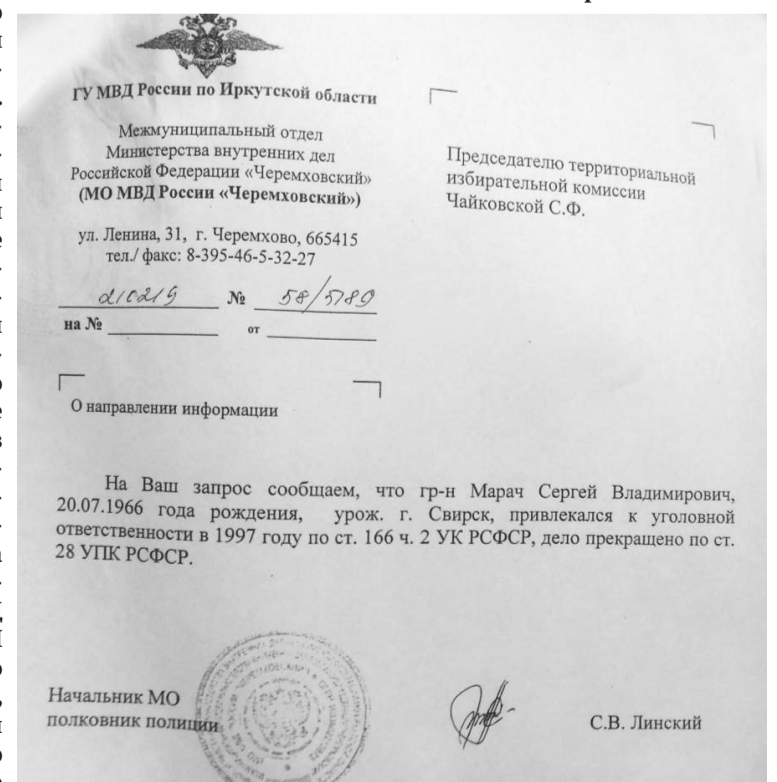 ГУ МВД России по Иркутской области
Межмуниципальный отдел
Министерства внутренних дел
Российской Федерации «Черемховский»
(МО МВД России «Черемховский»)
ул. Ленина, 31, г. Черемхово, 665415
тел./ факс: 8-395-46-5-32-27
210219 № 58/5789
на № от
Председателю территориальной
избирательной комиссии
Чайковской С.Ф.
О направлении информации
На Ваш запрос сообщаем, что гр-н Марач Сергей Владимирович,
20.07.1966 года рождения, урож. г. Свирск, привлекался к уголовной
ответственности в 1997 году по ст. 166 ч. 2 УК РСФСР, дело прекращено по ст.
28 УПК РСФСР.
Начальник МО
полковник полиции
С.В. Линский